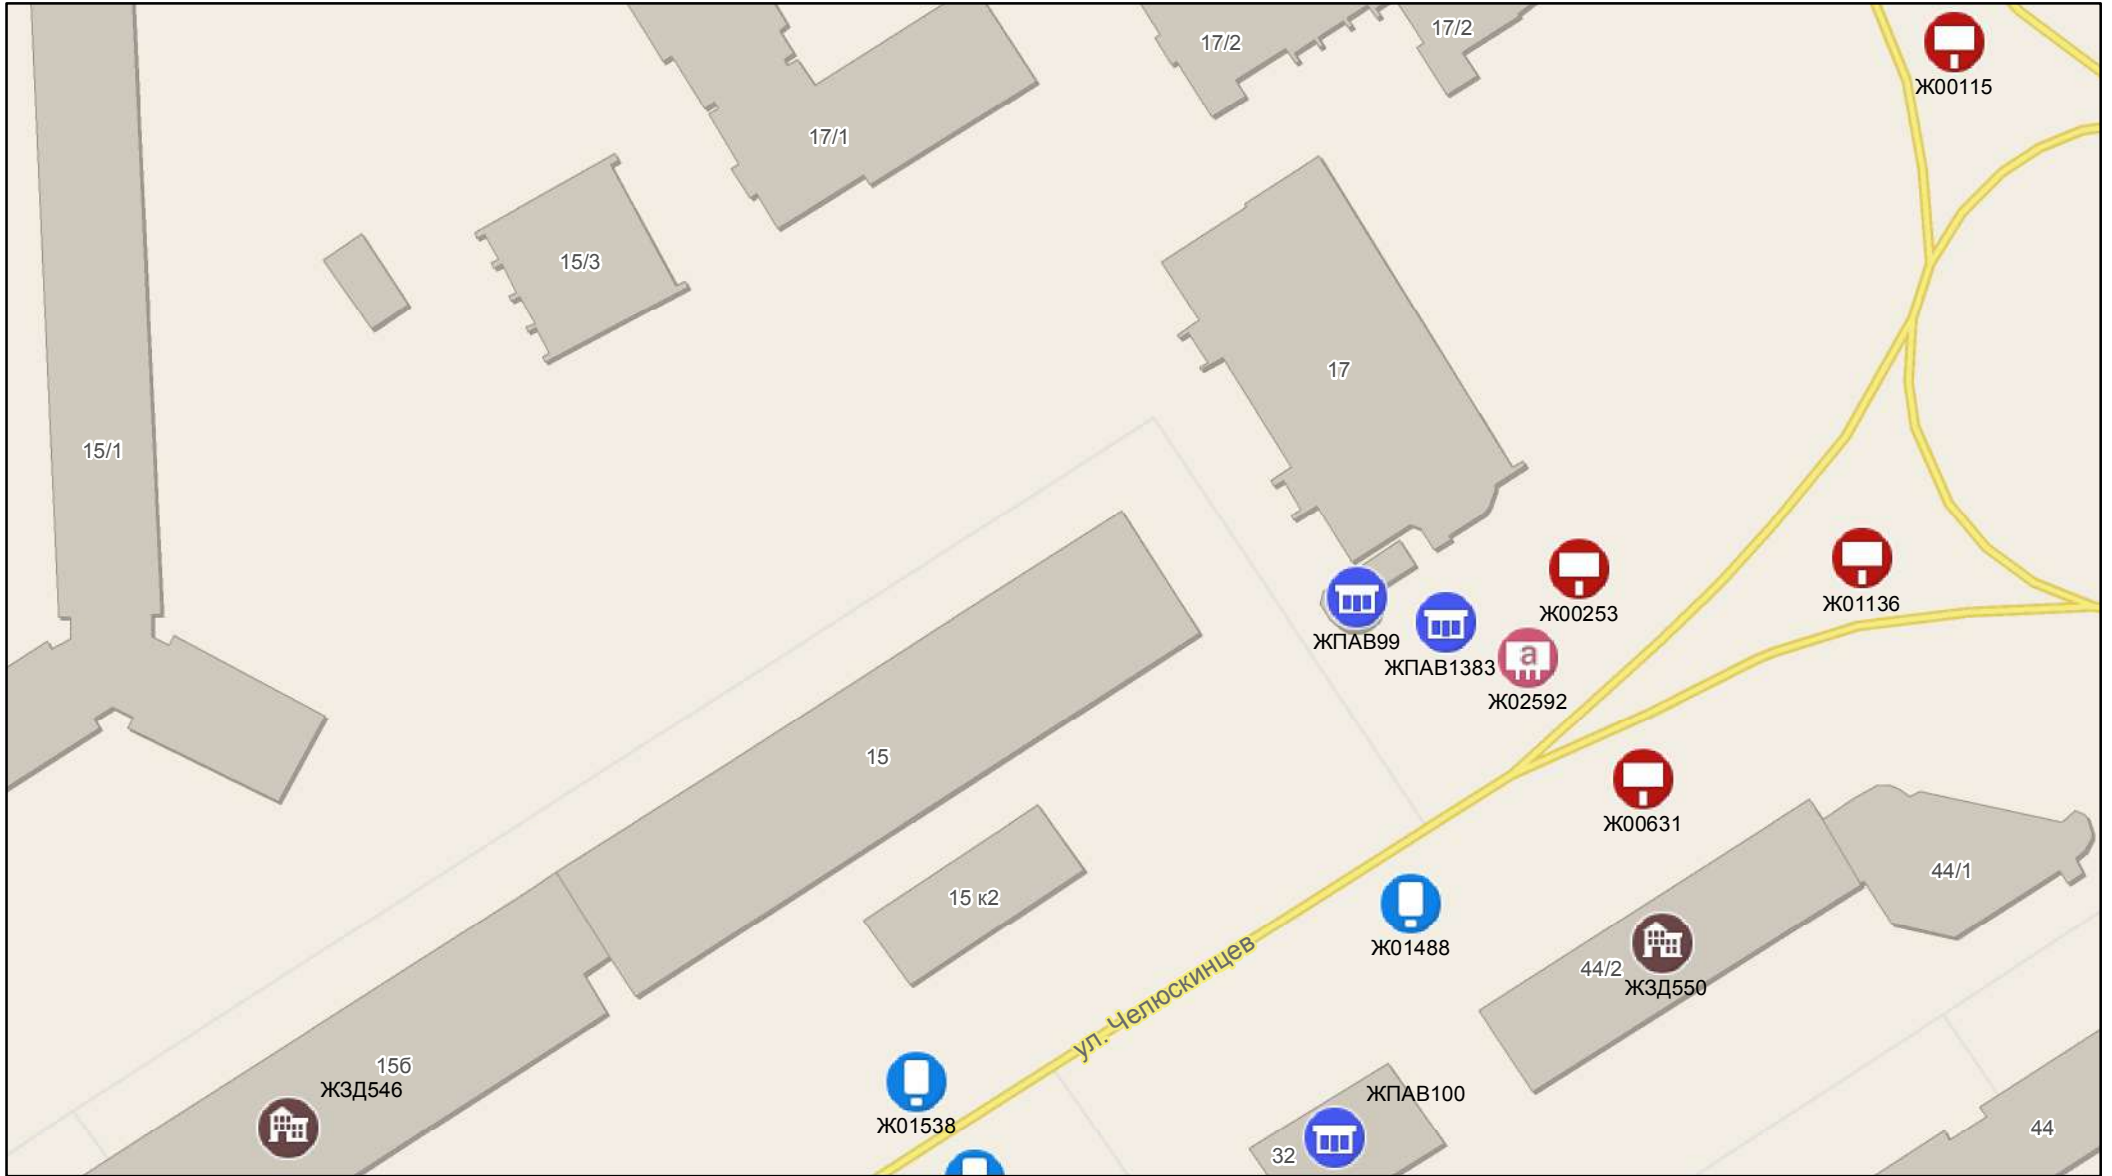 17/2
17/2
Ж00115
17/1
15/3
17
15/1
Ж01136
Ж00253
ЖПАВ99
ЖПАВ1383
a
Ж02592
15
Ж00631
44/1
15 к2
Ж01488
44/2
ЖЗД550
ул. Челюскинцев
15б
ЖЗД546
ЖПАВ100
Ж01538
44
32